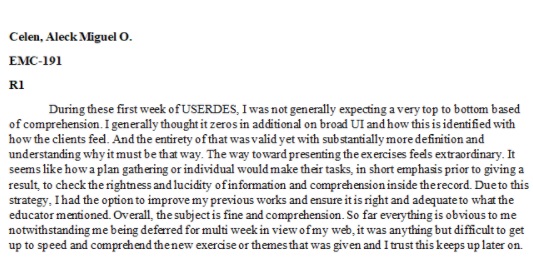 Celen, Aleck Miguel O.
EMC-191
R1
During these first week of USERDES, I was not generally expecting a very top to bottom based
of comprehension. I generally thought it zeros in additional on broad UI and how this is identified with
how the clients feel. And the entirety of that was valid yet with substantially more definition and
understanding why it must be that way. The way toward presenting the exercises feels extraordinary. It
seems like how a plan gathering or individual would make their tasks, in short emphasis prior to giving a
result, to check the rightness and lucidity of information and comprehension inside the record. Due to this
strategy, I had the option to improve my previous works and ensure it is right and adequate to what the
educator mentioned. Overall, the subject is fine and comprehension. So far everything is obvious to me
notwithstanding me being deferred for multi week in view of my web, it was anything but difficult to get
up to speed and comprehend the new exercise or themes that was given and I trust this keeps up later on.